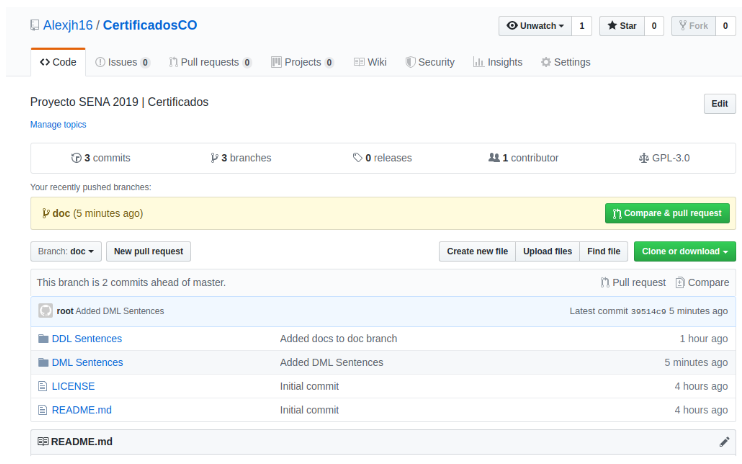 Alexjh16 / CertificadosCO
Unwatch 1 Star 0 Fork 0
Code Issues 0 Pull requests 0 Projects 0 Wiki Security Insights Settings
Proyecto SENA 2019 | Certificados
Edit
Manage topics
3 commits 3 branches 0 releases 1 contributor GPL-3.0
Your recently pushed branches:
doc (5 minutes ago) Compare & pull request
Branch: doc New pull request Create new file Upload files Find file Clone or download
This branch is 2 commits ahead of master. Pull request Compare
root Added DML Sentences Latest commit 39514c9 5 minutes ago
DDL Sentences Added docs to doc branch 1 hour ago
DML Sentences Added DML Sentences 5 minutes ago
LICENSE Initial commit 4 hours ago
README.md Initial commit 4 hours ago
README.md